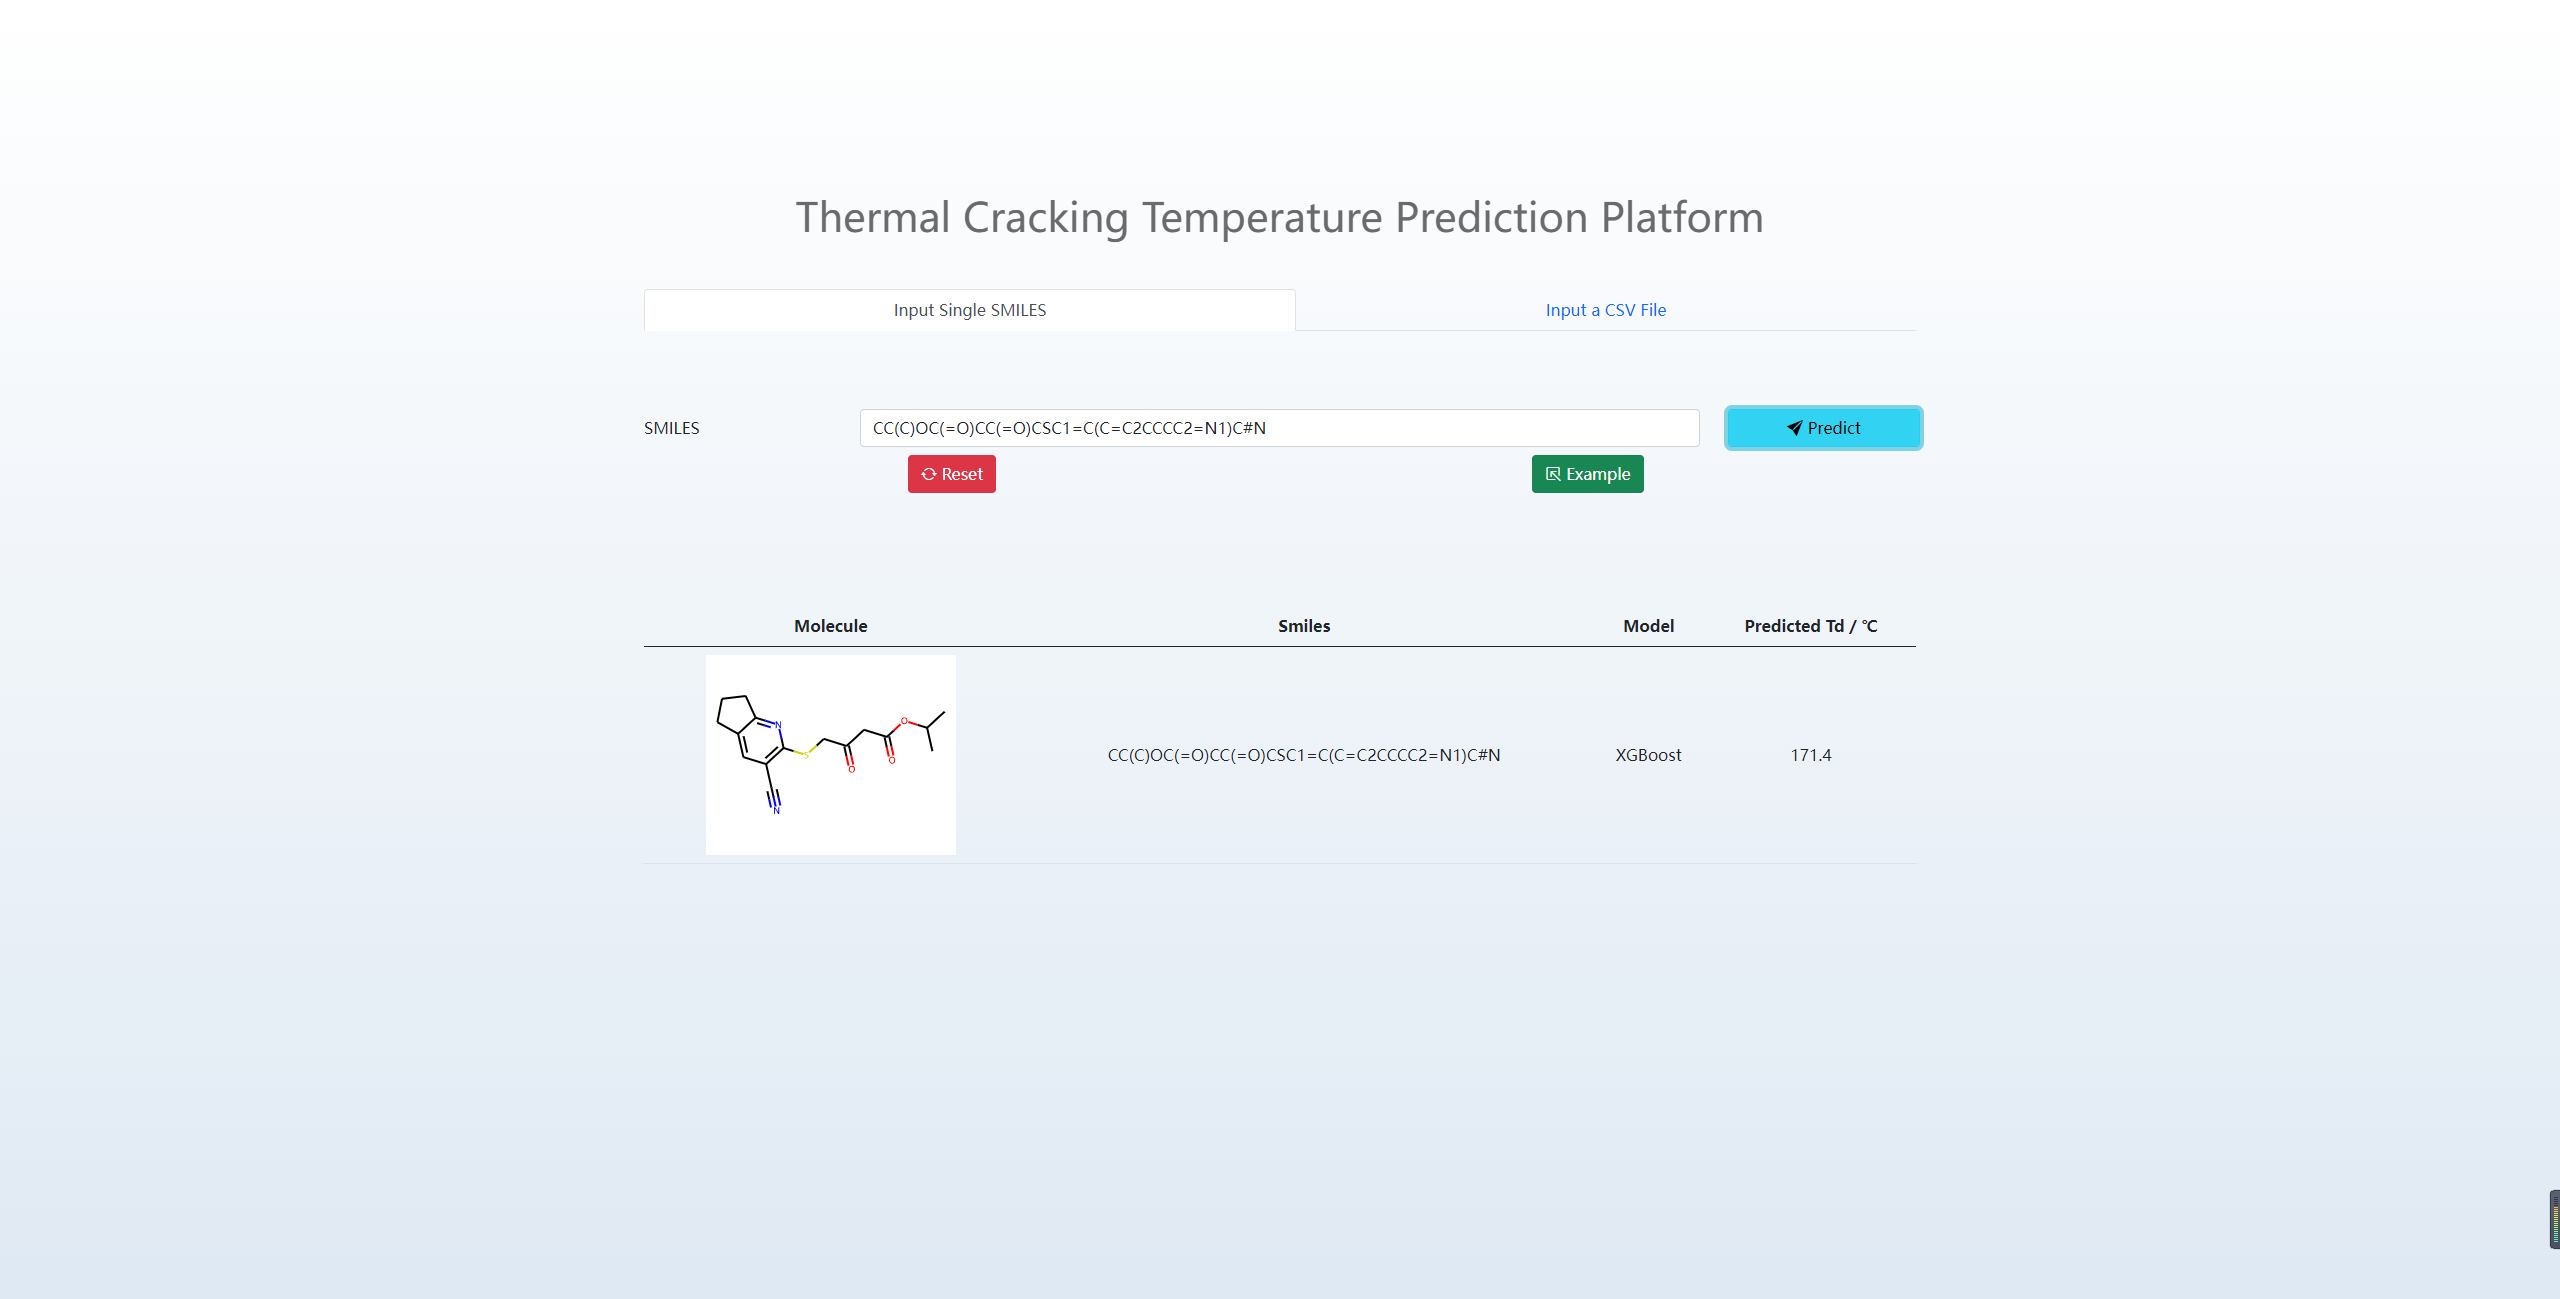 Thermal Cracking Temperature Prediction Platform
Input Single SMILES
Input a CSV File
SMILES
CC(C)OC(=O)CC(=O)CSC1=C(C=C2CCCC2=N1)C#N
Predict
Reset
Example
Molecule Smiles Model Predicted Td / ℃
N
S
O
O
O
N
CC(C)OC(=O)CC(=O)CSC1=C(C=C2CCCC2=N1)C#N XGBoost 171.4